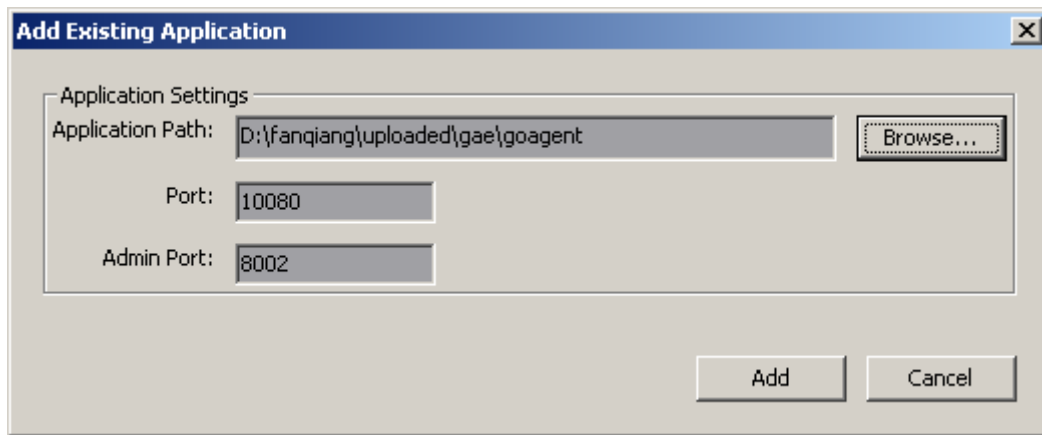 Add Existing Application
Application Settings
Application Path: D:\fanqiang\uploaded\gae\goagent Browse...
Port: 10080
Admin Port: 8002
Add Cancel